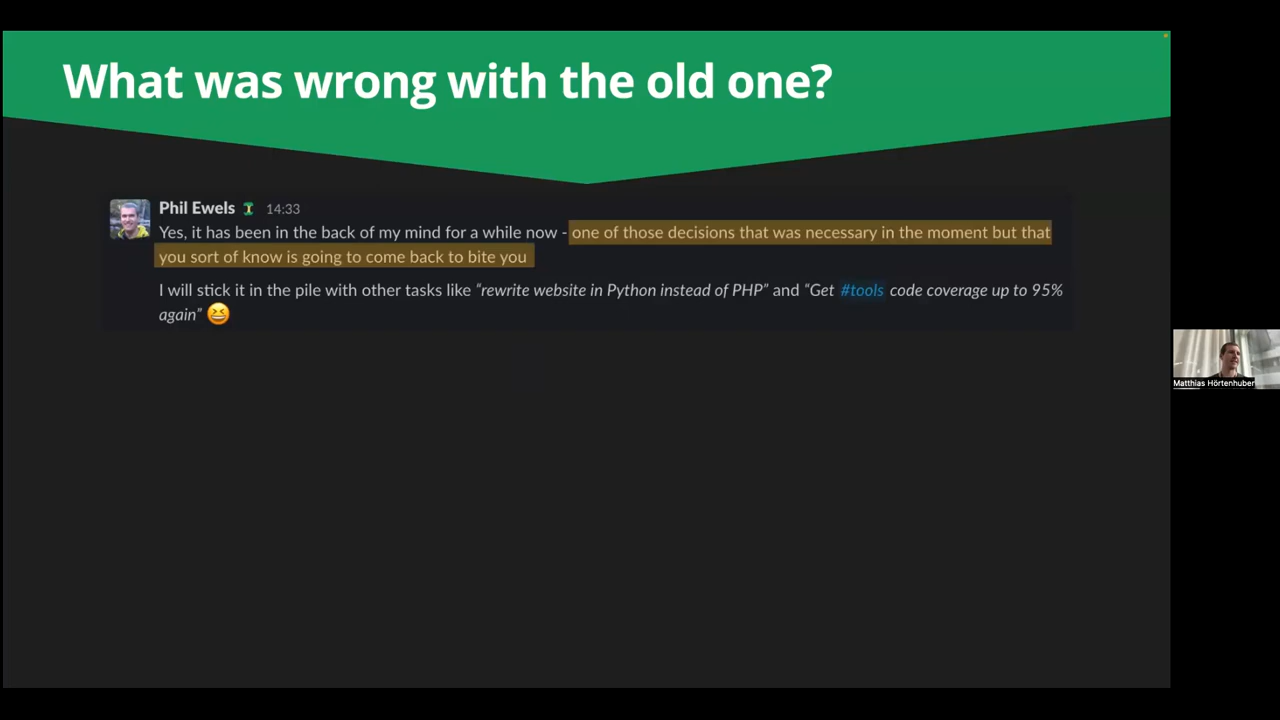 What was wrong with the old one?
Phil Ewels 14:33
Yes, it has been in the back of my mind for a while now - one of those decisions that was necessary in the moment but that
you sort of know is going to come back to bite you
I will stick it in the pile with other tasks like “rewrite website in Python instead of PHP” and “Get #tools code coverage up to 95%
again” 😆
Matthias Hörtenhuber